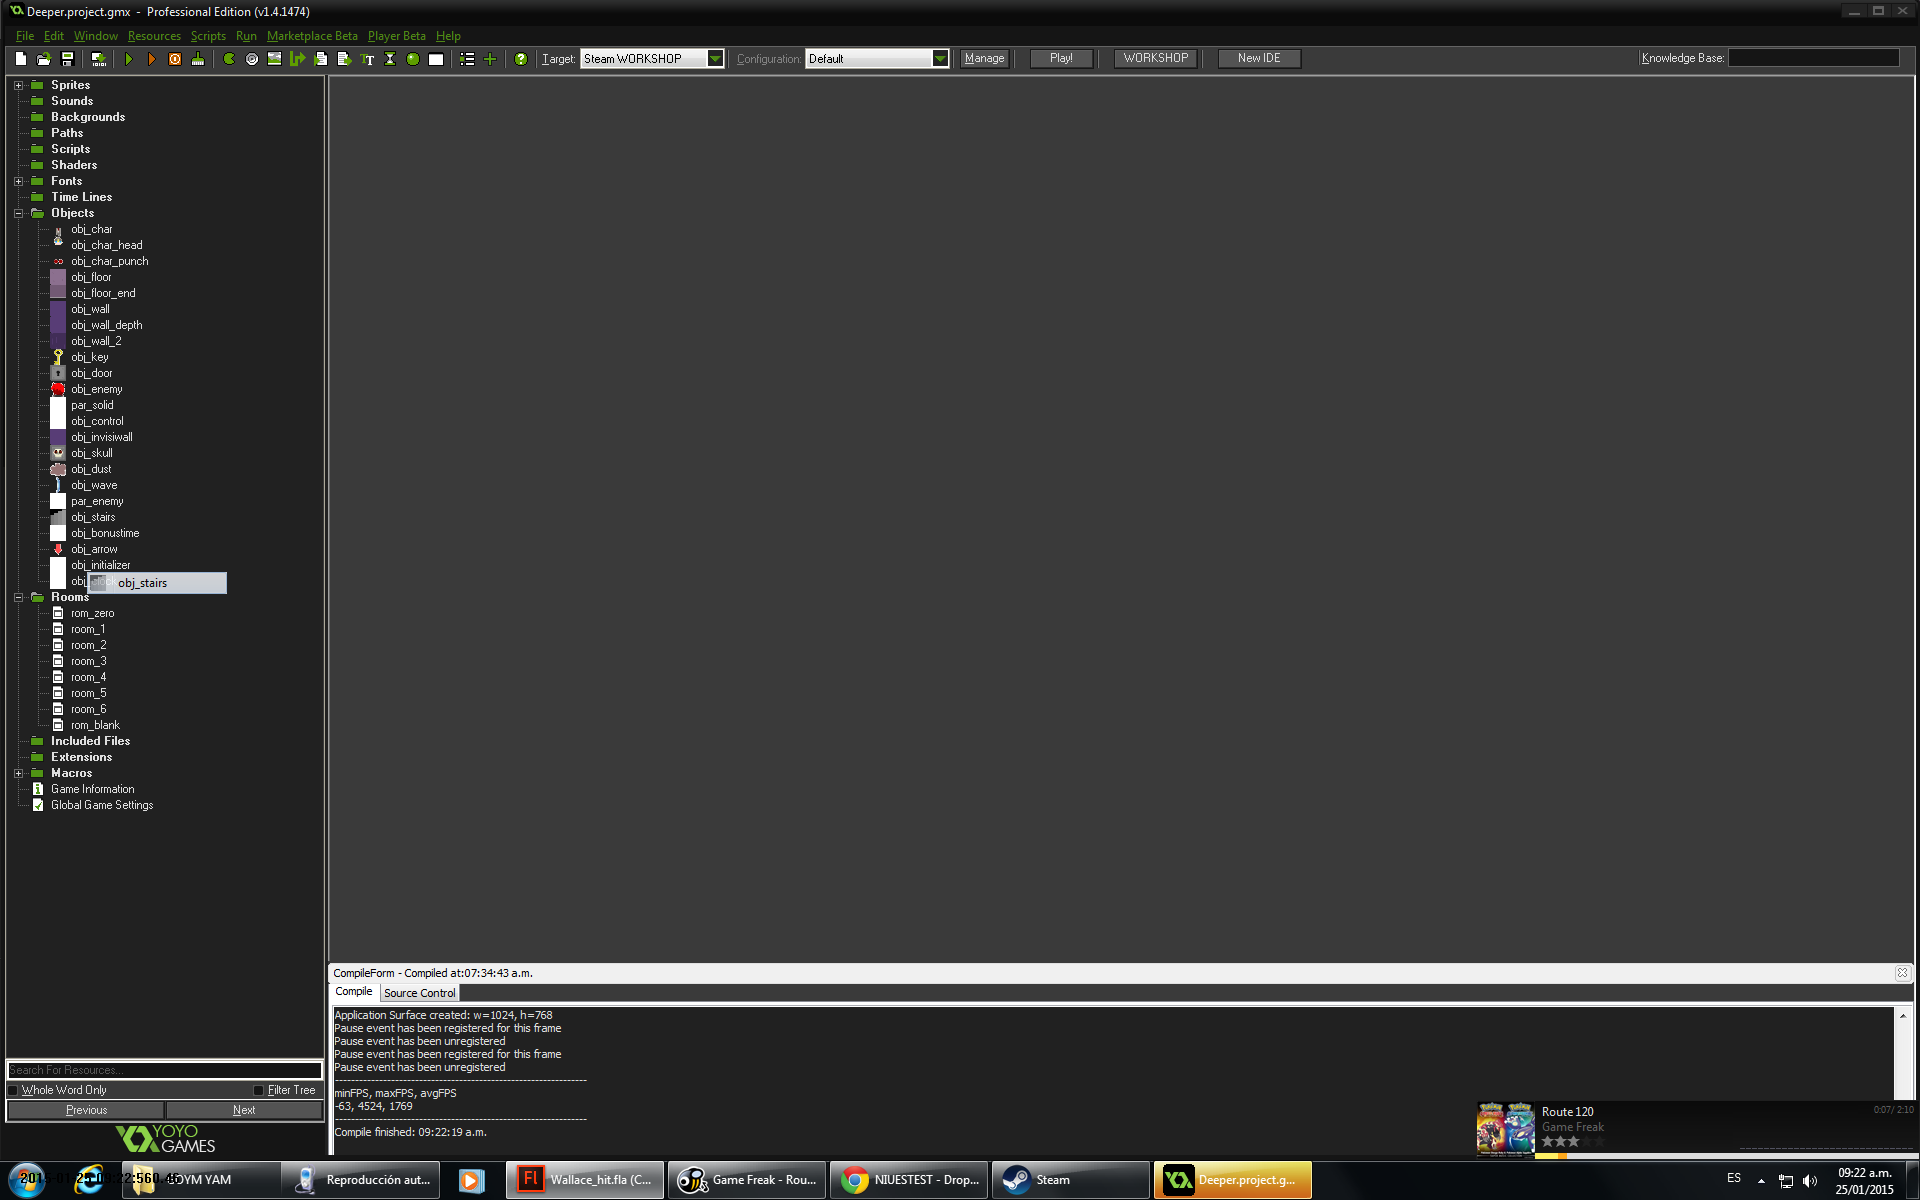 Deeper.project.gmx - Professional Edition (v1.4.1474)
File Edit Window Resources Scripts Run Marketplace Beta Player Beta Help
Target: Steam WORKSHOP Configuration: Default Manage Play! WORKSHOP New IDE Knowledge Base:
Sprites
Sounds
Backgrounds
Paths
Scripts
Shaders
Fonts
Time Lines
Objects
obj_char
obj_char_head
obj_char_punch
obj_floor
obj_floor_end
obj_wall
obj_wall_depth
obj_wall_2
obj_key
obj_door
obj_enemy
par_solid
obj_control
obj_invisiwall
obj_skull
obj_dust
obj_wave
par_enemy
obj_stairs
obj_bonustime
obj_arrow
obj_initializer
obj_stairs
Rooms
rom_zero
room_1
room_2
room_3
room_4
room_5
room_6
rom_blank
Included Files
Extensions
Macros
Game Information
Global Game Settings
Search For Resources...
Whole Word Only Filter Tree
Previous Next
YOYO
GAMES
CompileForm - Compiled at:07:34:43 a.m.
Compile Source Control
Application Surface created: w=1024, h=768
Pause event has been registered for this frame
Pause event has been unregistered
Pause event has been registered for this frame
Pause event has been unregistered
minFPS, maxFPS, avgFPS
-63, 4524, 1769
Compile finished: 09:22:19 a.m.
Route 120 0:07/ 2:10
Game Freak
YM YAM Reproducción aut... Wallace_hit.fla (C... Game Freak - Rou... NIUESTEST - Drop... Steam Deeper.project.g... ES 09:22 a.m.
25/01/2015